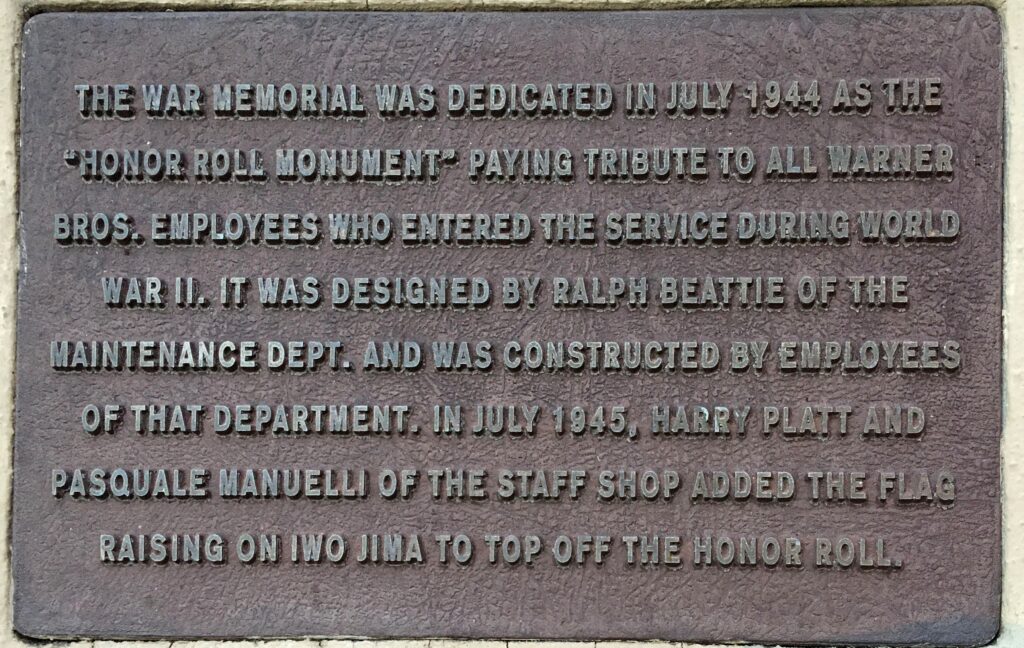 THE WAR MEMORIAL WAS DEDICATED IN JULY 1944 AS THE
"HONOR ROLL MONUMENT" PAYING TRIBUTE TO ALL WARNER
BROS. EMPLOYEES WHO ENTERED THE SERVICE DURING WORLD
WAR II. IT WAS DESIGNED BY RALPH BEATTIE OF THE
MAINTENANCE DEPT. AND WAS CONSTRUCTED BY EMPLOYEES
OF THAT DEPARTMENT. IN JULY 1945, HARRY PLATT AND
PASQUALE MANUELLI OF THE STAFF SHOP ADDED THE FLAG
RAISING ON IWO JIMA TO TOP OFF THE HONOR ROLL.